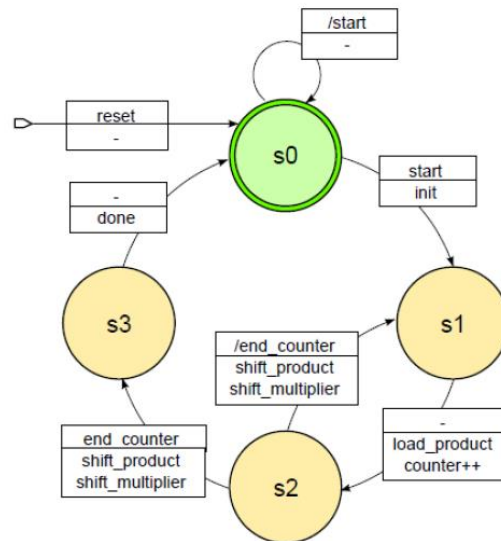 /start
-
reset
-
s0
start
init
-
done
s3
s1
/end_counter
shift_product
shift_multiplier
-
load_product
counter++
end_counter
shift_product
shift_multiplier
s2